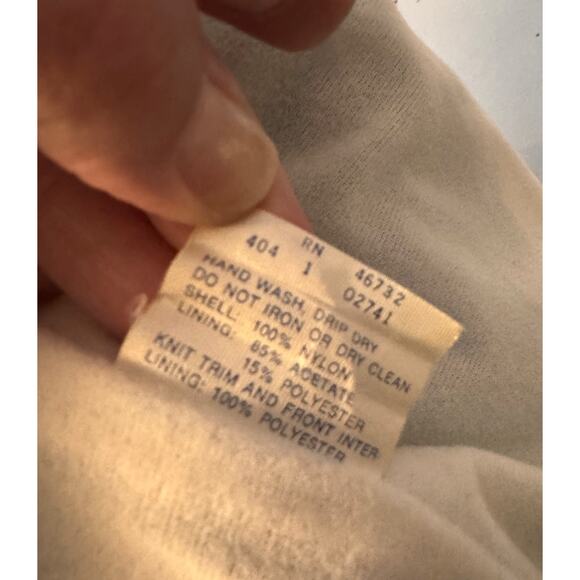 RN 46732
404 1 02741
HAND WASH, DRIP DRY
DO NOT IRON OR DRY CLEAN
SHELL: 100% NYLON
LINING: 85% ACETATE
15% POLYESTER
KNIT TRIM AND FRONT INTER
LINING: 100% POLYESTER